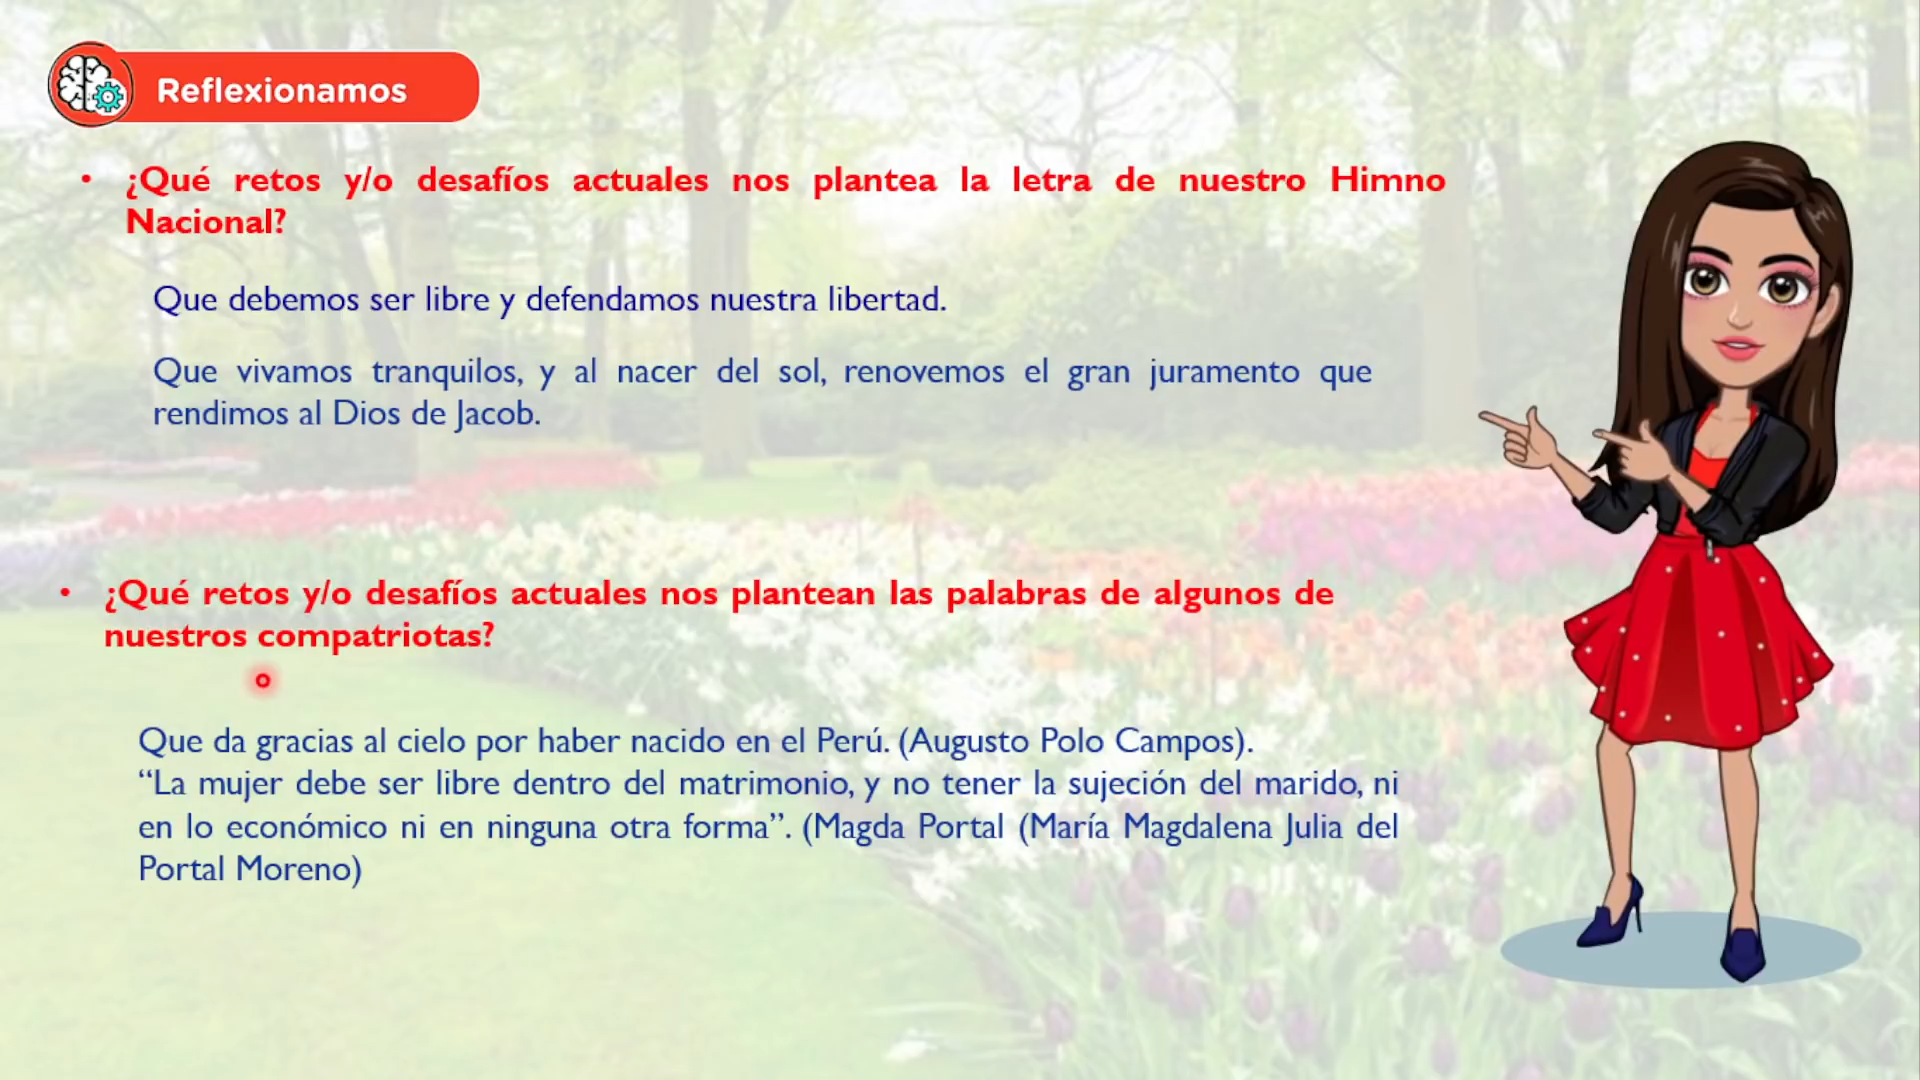 Reflexionamos
• ¿Qué retos y/o desafíos actuales nos plantea la letra de nuestro Himno
Nacional?
Que debemos ser libre y defendamos nuestra libertad.
Que vivamos tranquilos, y al nacer del sol, renovemos el gran juramento que
rendimos al Dios de Jacob.
• ¿Qué retos y/o desafíos actuales nos plantean las palabras de algunos de
nuestros compatriotas?
Que da gracias al cielo por haber nacido en el Perú. (Augusto Polo Campos).
“La mujer debe ser libre dentro del matrimonio, y no tener la sujeción del marido, ni
en lo económico ni en ninguna otra forma”. (Magda Portal (María Magdalena Julia del
Portal Moreno)